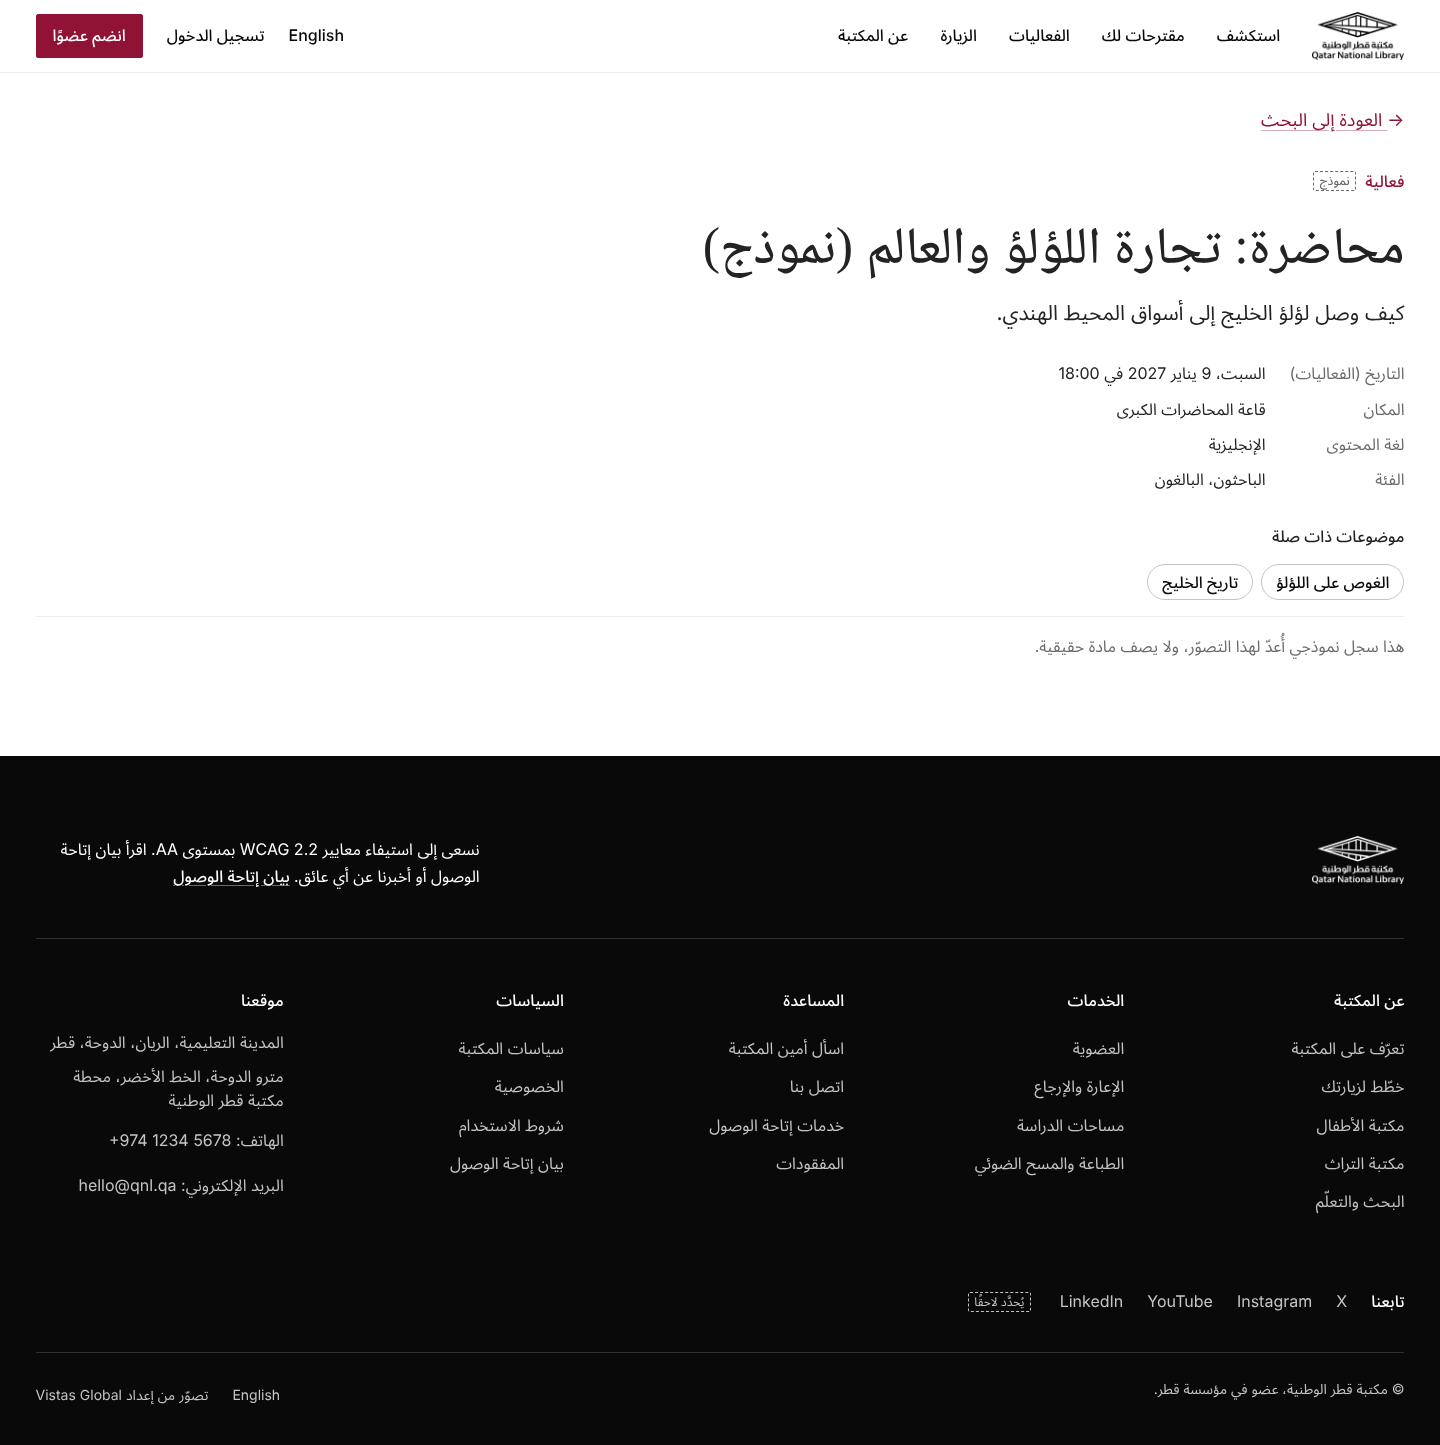 مكتبة قطر الوطنية
Qatar National Library
استكشف
مقترحات لك
الفعاليات
الزيارة
عن المكتبة
English
تسجيل الدخول
انضم عضوًا
→ العودة إلى البحث
فعالية نموذج
محاضرة: تجارة اللؤلؤ والعالم (نموذج)
كيف وصل لؤلؤ الخليج إلى أسواق المحيط الهندي.
التاريخ (الفعاليات) السبت، 9 يناير 2027 في 18:00
المكان قاعة المحاضرات الكبرى
لغة المحتوى الإنجليزية
الفئة الباحثون، البالغون
موضوعات ذات صلة
الغوص على اللؤلؤ
تاريخ الخليج
هذا سجل نموذجي أُعدّ لهذا التصوّر، ولا يصف مادة حقيقية.
مكتبة قطر الوطنية
Qatar National Library
نسعى إلى استيفاء معايير WCAG 2.2 بمستوى AA. اقرأ بيان إتاحة
الوصول أو أخبرنا عن أي عائق. بيان إتاحة الوصول
عن المكتبة
تعرّف على المكتبة
خطّط لزيارتك
مكتبة الأطفال
مكتبة التراث
البحث والتعلّم
الخدمات
العضوية
الإعارة والإرجاع
مساحات الدراسة
الطباعة والمسح الضوئي
المساعدة
اسأل أمين المكتبة
اتصل بنا
خدمات إتاحة الوصول
المفقودات
السياسات
سياسات المكتبة
الخصوصية
شروط الاستخدام
بيان إتاحة الوصول
موقعنا
المدينة التعليمية، الريان، الدوحة، قطر
مترو الدوحة، الخط الأخضر، محطة
مكتبة قطر الوطنية
الهاتف: +974 1234 5678
البريد الإلكتروني: hello@qnl.qa
تابعنا X Instagram YouTube LinkedIn يُحدَّد لاحقًا
© مكتبة قطر الوطنية، عضو في مؤسسة قطر.
English
تصوّر من إعداد Vistas Global